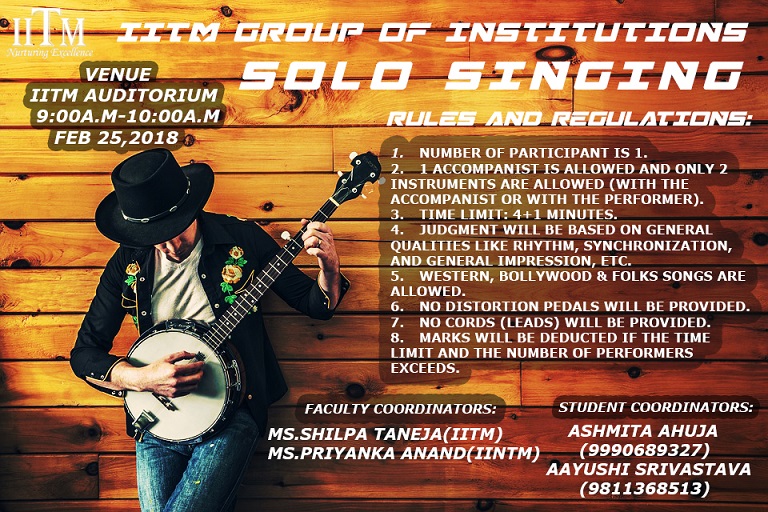 IITM
Nurturing Excellence
IITM GROUP OF INSTITUTIONS
SOLO SINGING
VENUE
IITM AUDITORIUM
9:00A.M-10:00A.M
FEB 25,2018
RULES AND REGULATIONS:
1. NUMBER OF PARTICIPANT IS 1.
2. 1 ACCOMPANIST IS ALLOWED AND ONLY 2
INSTRUMENTS ARE ALLOWED (WITH THE
ACCOMPANIST OR WITH THE PERFORMER).
3. TIME LIMIT: 4+1 MINUTES.
4. JUDGMENT WILL BE BASED ON GENERAL
QUALITIES LIKE RHYTHM, SYNCHRONIZATION,
AND GENERAL IMPRESSION, ETC.
5. WESTERN, BOLLYWOOD & FOLKS SONGS ARE
ALLOWED.
6. NO DISTORTION PEDALS WILL BE PROVIDED.
7. NO CORDS (LEADS) WILL BE PROVIDED.
8. MARKS WILL BE DEDUCTED IF THE TIME
LIMIT AND THE NUMBER OF PERFORMERS
EXCEEDS.
FACULTY COORDINATORS:
MS.SHILPA TANEJA(IITM)
MS.PRIYANKA ANAND(IINTM)
STUDENT COORDINATORS:
ASHMITA AHUJA
(9990689327)
AAYUSHI SRIVASTAVA
(9811368513)